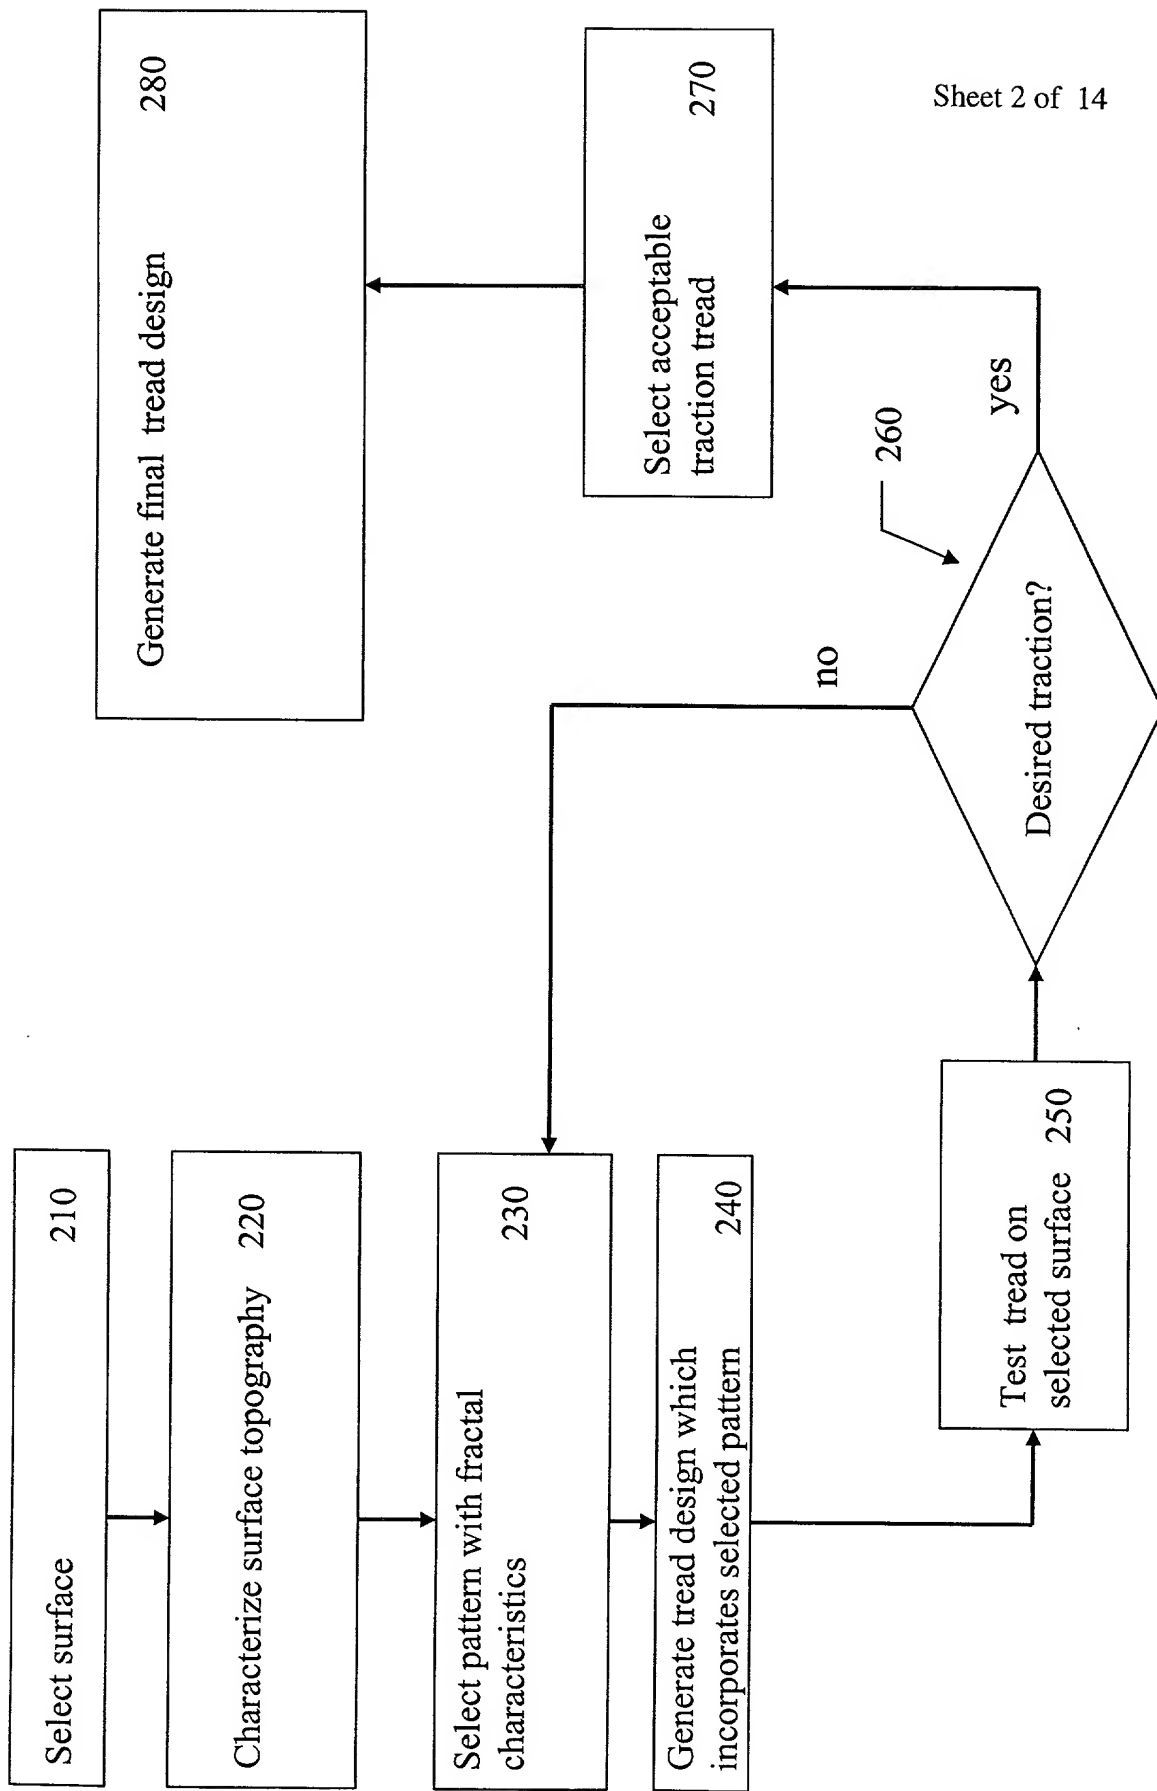 Sheet 2 of 14
Select surface 210
Characterize surface topography 220
Select pattern with fractal
characteristics 230
Generate tread design which
incorporates selected pattern 240
Test tread on
selected surface 250
Desired traction?
260
no
yes
Select acceptable
traction tread 270
Generate final tread design 280